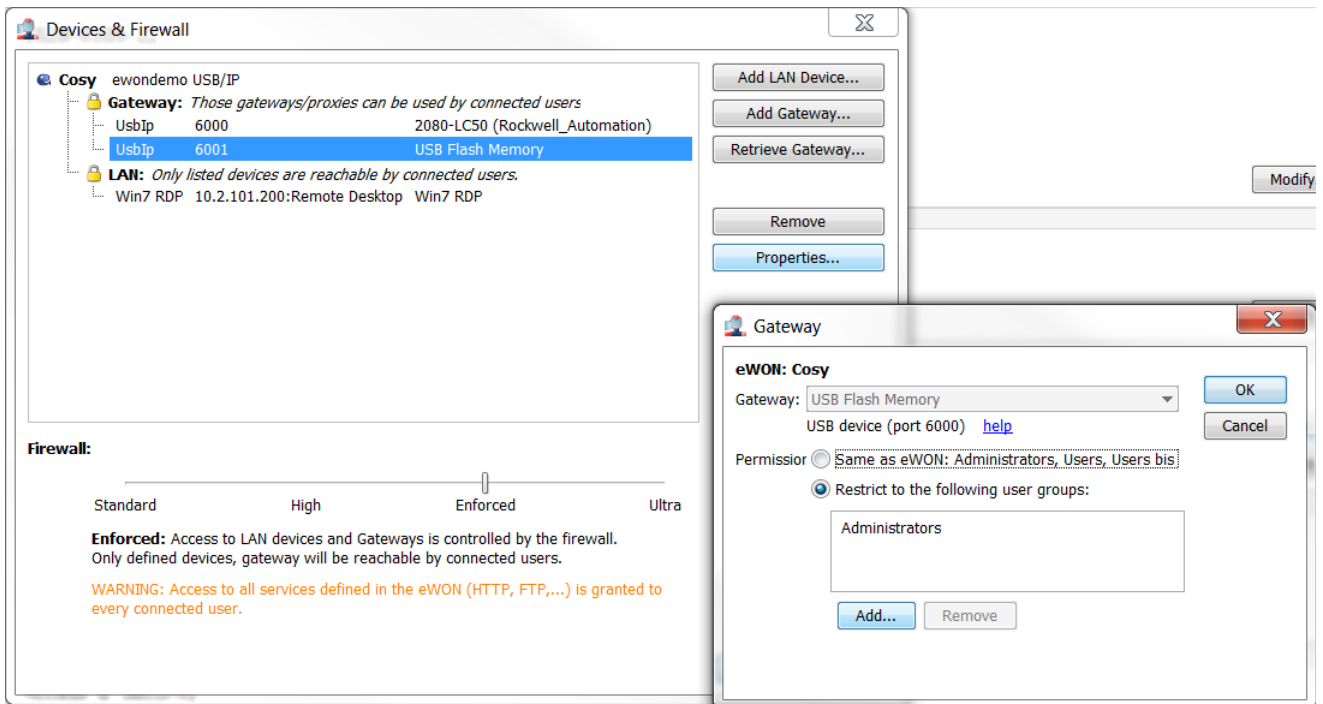 Devices & Firewall
Cosy ewondemo USB/IP
Gateway: Those gateways/proxies can be used by connected users
UsbIp 6000 2080-LC50 (Rockwell_Automation)
UsbIp 6001 USB Flash Memory
LAN: Only listed devices are reachable by connected users.
Win7 RDP 10.2.101.200:Remote Desktop Win7 RDP
Add LAN Device...
Add Gateway...
Retrieve Gateway...
Remove
Properties...
Modify
Firewall:
Standard High Enforced Ultra
Enforced: Access to LAN devices and Gateways is controlled by the firewall.
Only defined devices, gateway will be reachable by connected users.
WARNING: Access to all services defined in the eWON (HTTP, FTP,...) is granted to
every connected user.
Gateway
eWON: Cosy
Gateway: USB Flash Memory
USB device (port 6000) help
Permissior Same as eWON: Administrators, Users, Users bis
Restrict to the following user groups:
Administrators
Add... Remove
OK
Cancel